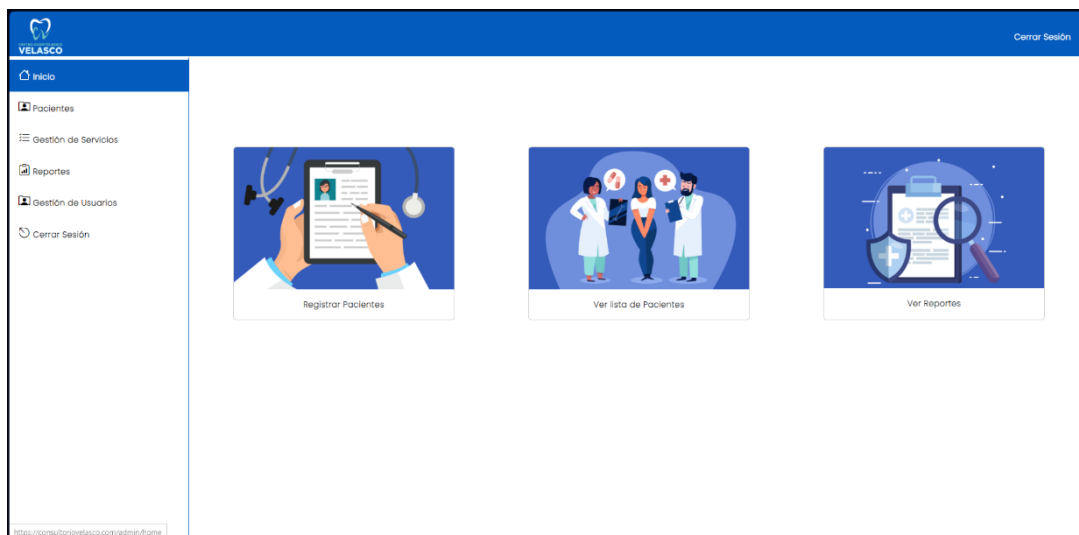 VELASCO
Cerrar Sesión
Inicio
Pacientes
Gestión de Servicios
Reportes
Gestión de Usuarios
Cerrar Sesión
Registrar Pacientes
Ver lista de Pacientes
Ver Reportes
https://consultoriovelasco.com/admin/home